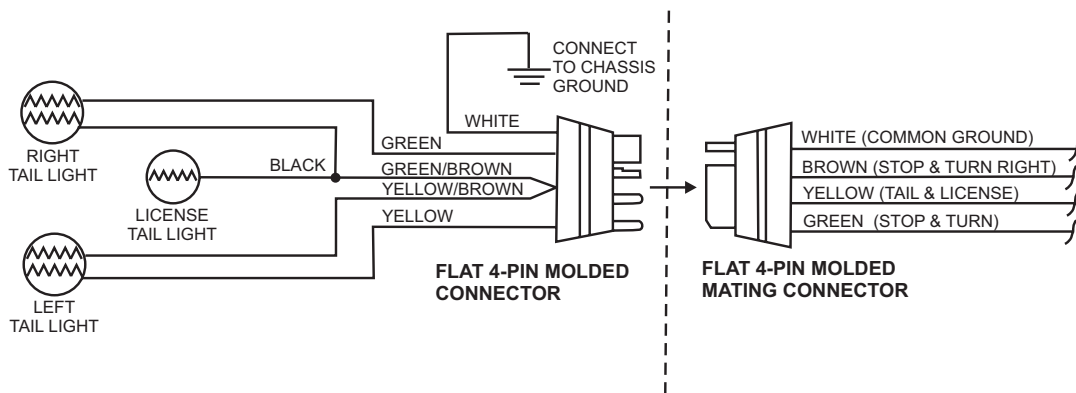 CONNECT
TO CHASSIS
GROUND
WHITE
GREEN
BLACK
GREEN/BROWN
YELLOW/BROWN
YELLOW
RIGHT
TAIL LIGHT
LICENSE
TAIL LIGHT
LEFT
TAIL LIGHT
FLAT 4-PIN MOLDED
CONNECTOR
WHITE (COMMON GROUND)
BROWN (STOP & TURN RIGHT)
YELLOW (TAIL & LICENSE)
GREEN (STOP & TURN)
FLAT 4-PIN MOLDED
MATING CONNECTOR